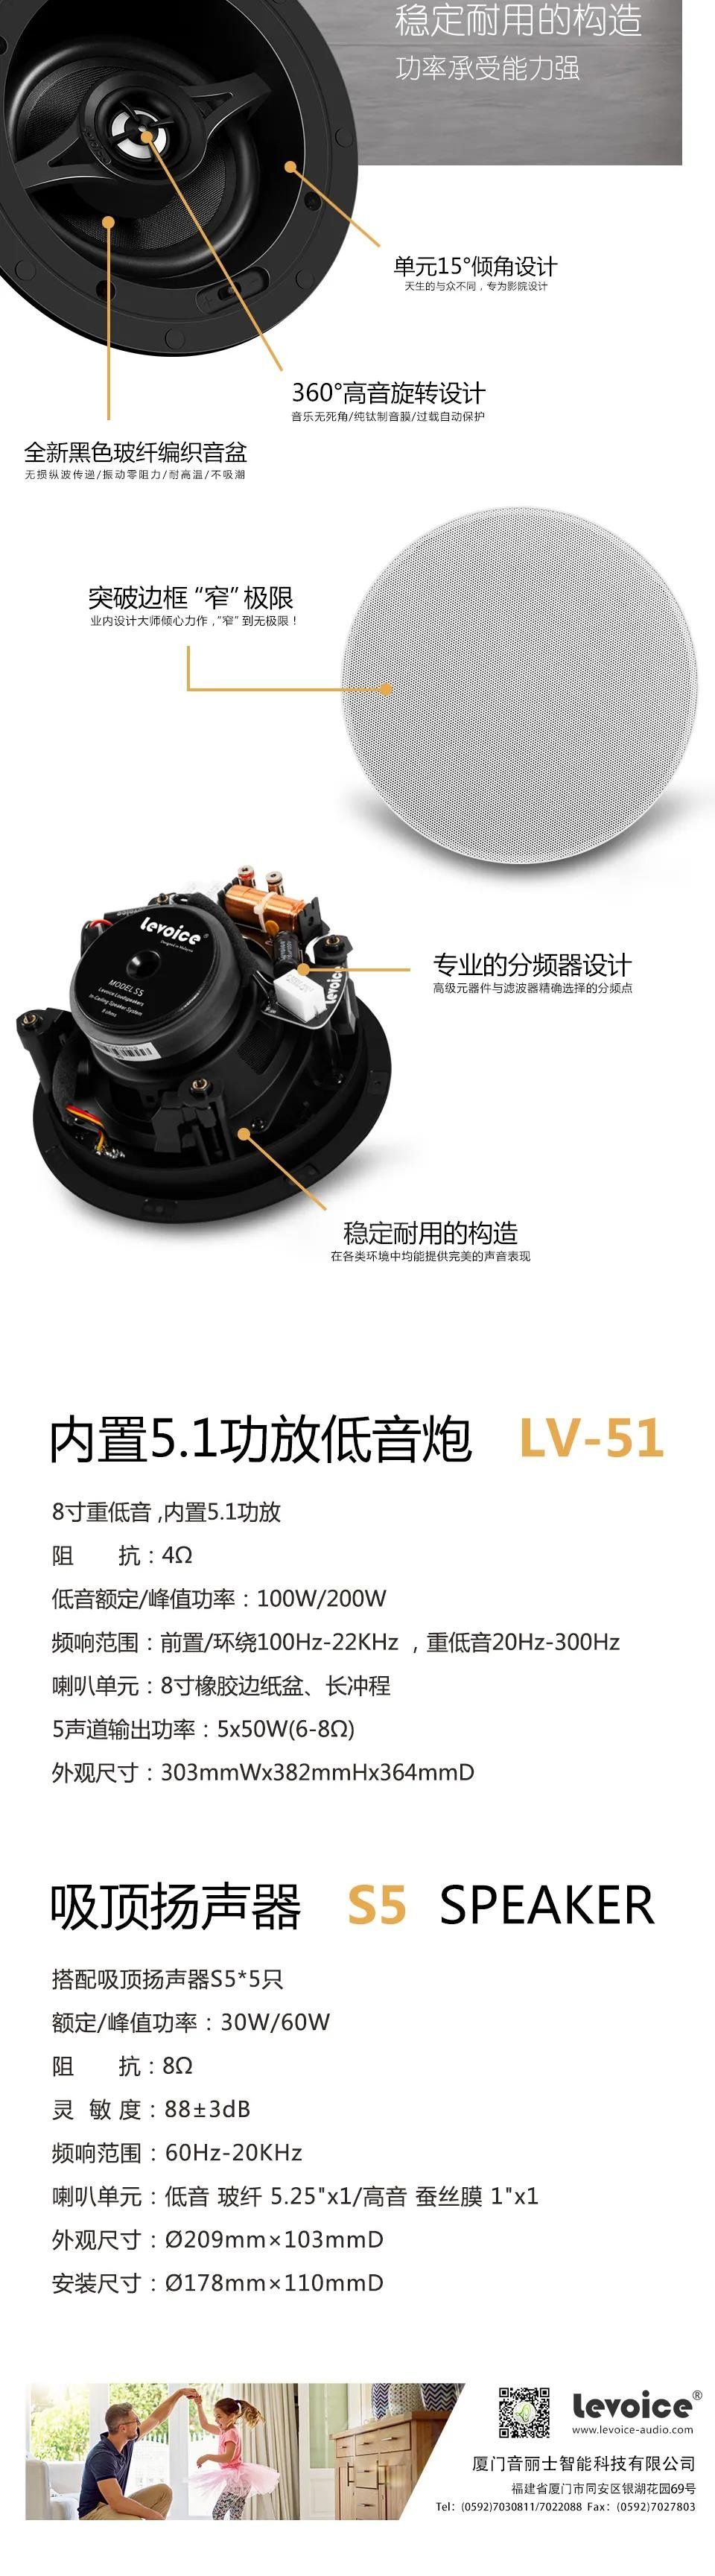 稳定耐用的构造
功率承受能力强
单元15°倾角设计
天生的与众不同，专为影院设计
360°高音旋转设计
音乐无死角/纯钛制音膜/过载自动保护
全新黑色玻纤编织音盆
无损纵波传递/振动零阻力/耐高温/不吸潮
突破边框“窄”极限
业内设计大师倾心力作，“窄”到无极限！
levoice
Designed in Malaysia
MODEL S5
Levoice Loudspeakers
In-Ceiling Speaker System
8 ohms
levoice
专业的分频器设计
高级元器件与滤波器精确选择的分频点
稳定耐用的构造
在各类环境中均能提供完美的声音表现
内置5.1功放低音炮 LV-51
8寸重低音 ,内置5.1功放
阻 抗：4Ω
低音额定/峰值功率：100W/200W
频响范围：前置/环绕100Hz-22KHz ，重低音20Hz-300Hz
喇叭单元：8寸橡胶边纸盆、长冲程
5声道输出功率：5x50W(6-8Ω)
外观尺寸：303mmWx382mmHx364mmD
吸顶扬声器 S5 SPEAKER
搭配吸顶扬声器S5*5只
额定/峰值功率：30W/60W
阻 抗：8Ω
灵 敏 度：88±3dB
频响范围：60Hz-20KHz
喇叭单元：低音 玻纤 5.25"x1/高音 蚕丝膜 1"x1
外观尺寸：Ø209mm×103mmD
安装尺寸：Ø178mm×110mmD
levoice®
www.levoice-audio.com
厦门音丽士智能科技有限公司
福建省厦门市同安区银湖花园69号
Tel: (0592)7030811/7022088 Fax: (0592)7027803